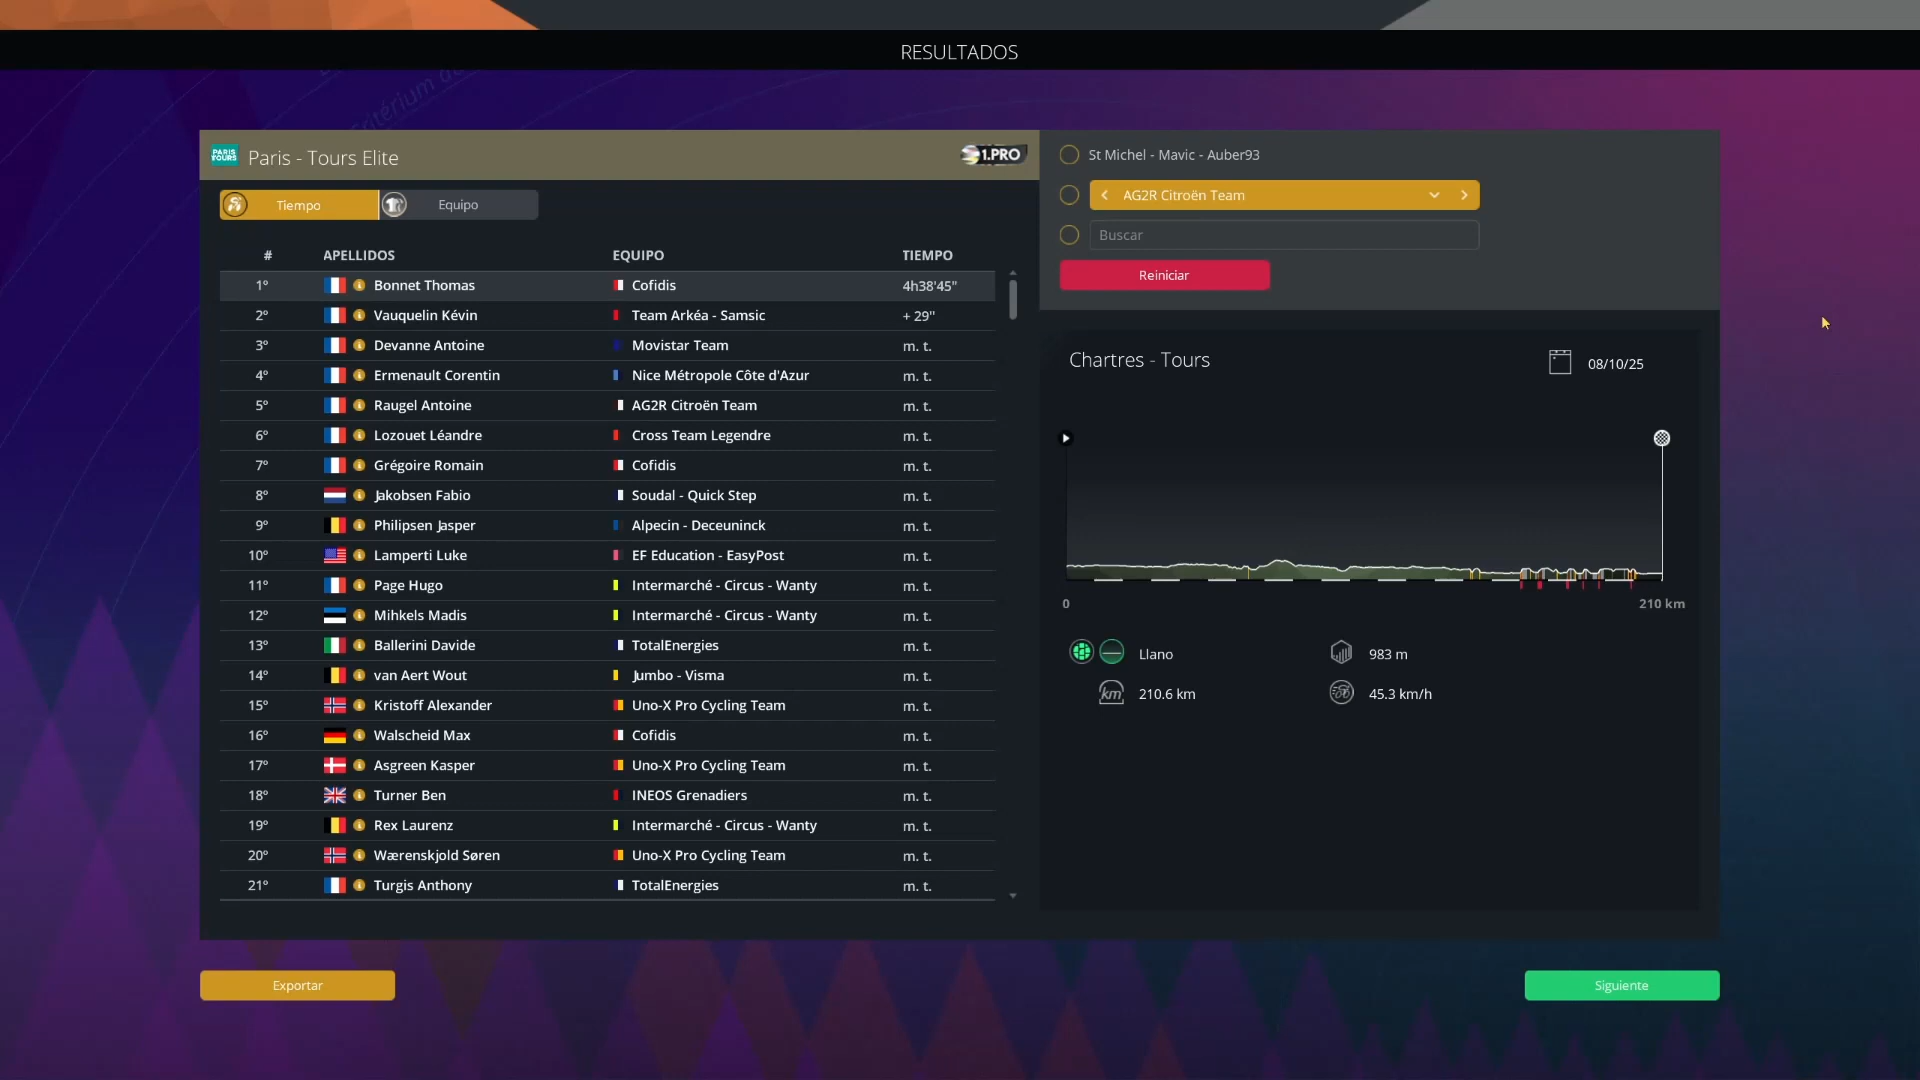 RESULTADOS
Critérium d
PARIS TOURS Paris - Tours Elite 1.PRO
Tiempo Equipo
# APELLIDOS EQUIPO TIEMPO
1º Bonnet Thomas Cofidis 4h38'45"
2º Vauquelin Kévin Team Arkéa - Samsic + 29''
3º Devanne Antoine Movistar Team m. t.
4º Ermenault Corentin Nice Métropole Côte d'Azur m. t.
5º Raugel Antoine AG2R Citroën Team m. t.
6º Lozouet Léandre Cross Team Legendre m. t.
7º Grégoire Romain Cofidis m. t.
8º Jakobsen Fabio Soudal - Quick Step m. t.
9º Philipsen Jasper Alpecin - Deceuninck m. t.
10º Lamperti Luke EF Education - EasyPost m. t.
11º Page Hugo Intermarché - Circus - Wanty m. t.
12º Mihkels Madis Intermarché - Circus - Wanty m. t.
13º Ballerini Davide TotalEnergies m. t.
14º van Aert Wout Jumbo - Visma m. t.
15º Kristoff Alexander Uno-X Pro Cycling Team m. t.
16º Walscheid Max Cofidis m. t.
17º Asgreen Kasper Uno-X Pro Cycling Team m. t.
18º Turner Ben INEOS Grenadiers m. t.
19º Rex Laurenz Intermarché - Circus - Wanty m. t.
20º Wærenskjold Søren Uno-X Pro Cycling Team m. t.
21º Turgis Anthony TotalEnergies m. t.
St Michel - Mavic - Auber93
AG2R Citroën Team
Buscar
Reiniciar
Chartres - Tours 08/10/25
0 210 km
Llano 983 m
km 210.6 km 45.3 km/h
Exportar Siguiente